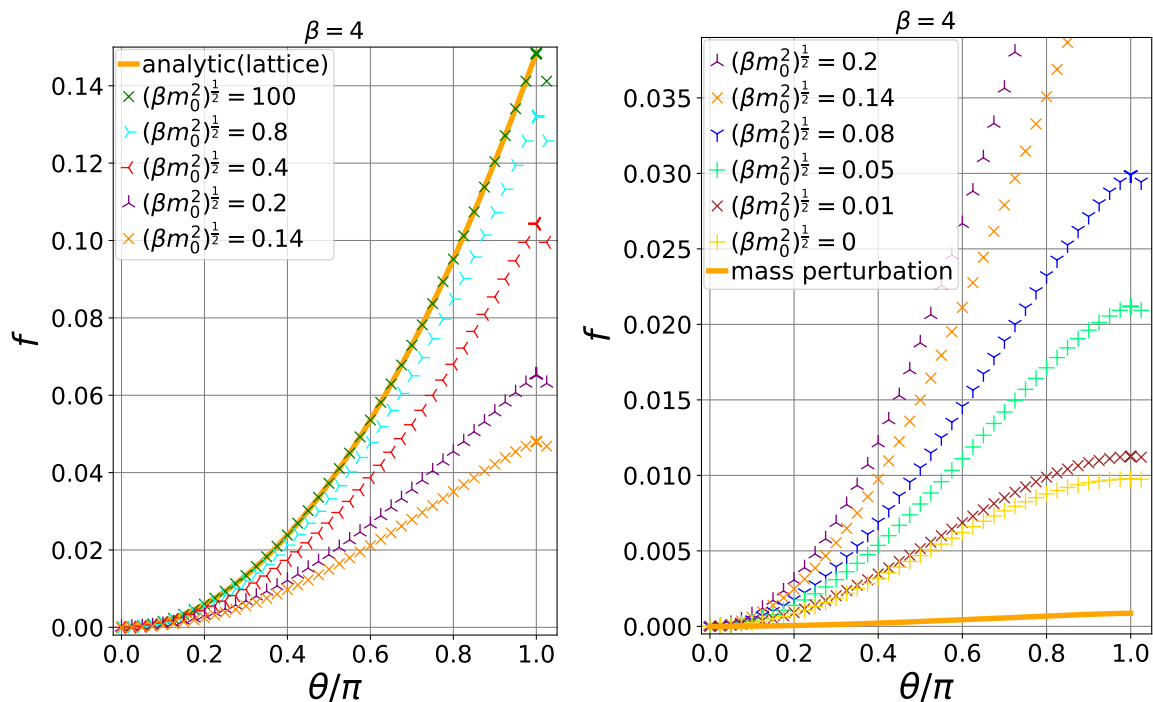 β = 4
analytic(lattice)
(βm₀²)^½ = 100
(βm₀²)^½ = 0.8
(βm₀²)^½ = 0.4
(βm₀²)^½ = 0.2
(βm₀²)^½ = 0.14
0.14
0.12
0.10
0.08
0.06
0.04
0.02
0.00
f
0.0 0.2 0.4 0.6 0.8 1.0
θ/π
β = 4
(βm₀²)^½ = 0.2
(βm₀²)^½ = 0.14
(βm₀²)^½ = 0.08
(βm₀²)^½ = 0.05
(βm₀²)^½ = 0.01
(βm₀²)^½ = 0
mass perturbation
0.035
0.030
0.025
0.020
0.015
0.010
0.005
0.000
f
0.0 0.2 0.4 0.6 0.8 1.0
θ/π